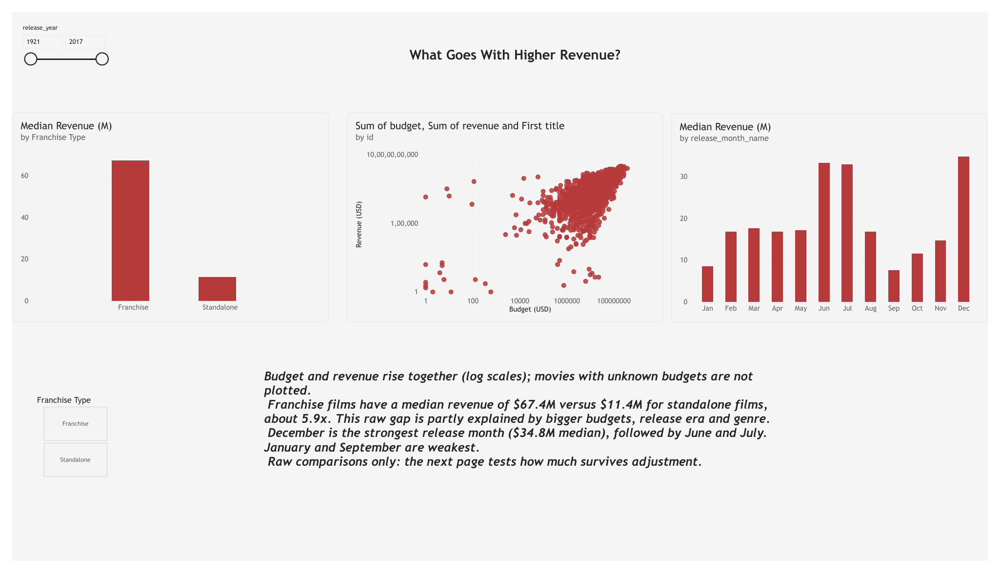 release_year
1921 2017
What Goes With Higher Revenue?
Median Revenue (M)
by Franchise Type
60
40
20
0
Franchise Standalone
Sum of budget, Sum of revenue and First title
by id
Revenue (USD)
10,00,00,00,000
1,00,000
1
1 100 10000 1000000 100000000
Budget (USD)
Median Revenue (M)
by release_month_name
30
20
10
0
Jan Feb Mar Apr May Jun Jul Aug Sep Oct Nov Dec
Franchise Type
Franchise
Standalone
Budget and revenue rise together (log scales); movies with unknown budgets are not
plotted.
Franchise films have a median revenue of $67.4M versus $11.4M for standalone films,
about 5.9x. This raw gap is partly explained by bigger budgets, release era and genre.
December is the strongest release month ($34.8M median), followed by June and July.
January and September are weakest.
Raw comparisons only: the next page tests how much survives adjustment.